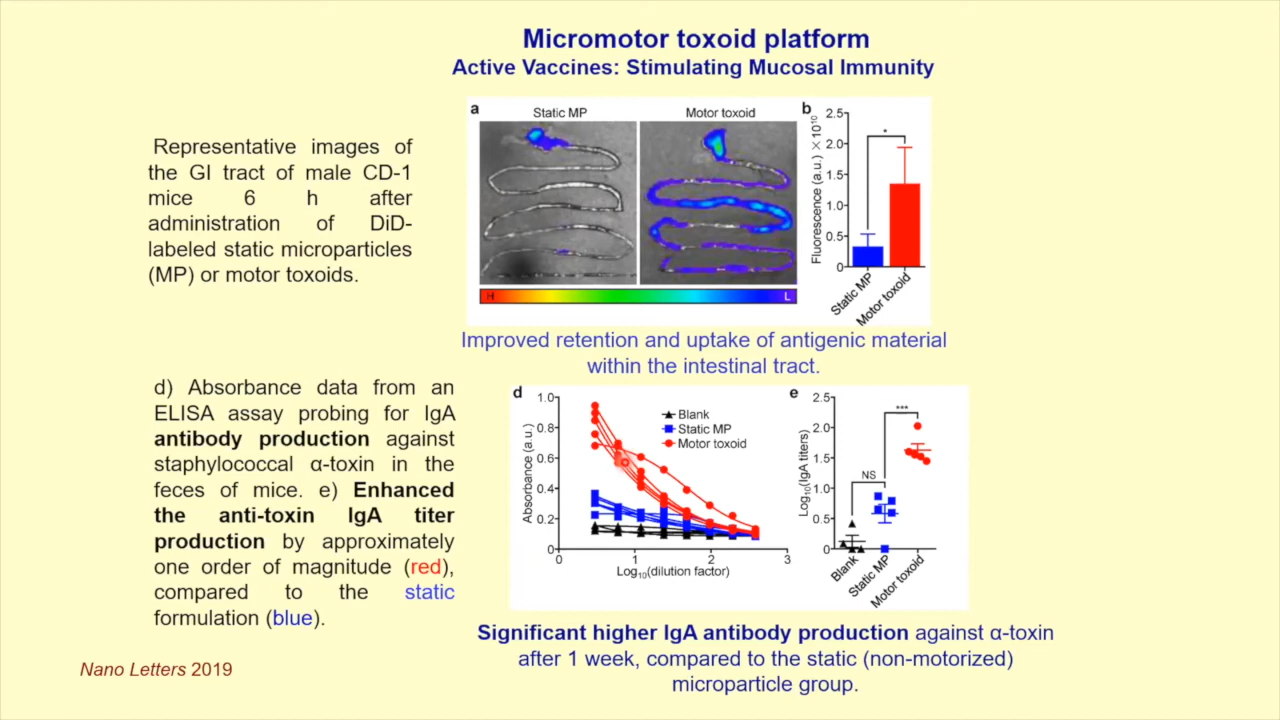 Micromotor toxoid platform
Active Vaccines: Stimulating Mucosal Immunity
Representative images of
the GI tract of male CD-1
mice 6 h after
administration of DiD-
labeled static microparticles
(MP) or motor toxoids.
a
Static MP
Motor toxoid
H
L
b
Fluorescence (a.u.) × 10¹⁰
2.5
2.0
1.5
1.0
0.5
0
*
Static MP
Motor toxoid
Improved retention and uptake of antigenic material
within the intestinal tract.
d) Absorbance data from an
ELISA assay probing for IgA
antibody production against
staphylococcal α-toxin in the
feces of mice. e) Enhanced
the anti-toxin IgA titer
production by approximately
one order of magnitude (red),
compared to the static
formulation (blue).
d
Absorbance (a.u.)
1.0
0.8
0.6
0.4
0.2
0
0
1
2
3
Log₁₀(dilution factor)
Blank
Static MP
Motor toxoid
e
Log₁₀(IgA titers)
2.5
2.0
1.5
1.0
0.5
0
NS
***
Blank
Static MP
Motor toxoid
Significant higher IgA antibody production against α-toxin
after 1 week, compared to the static (non-motorized)
microparticle group.
Nano Letters 2019